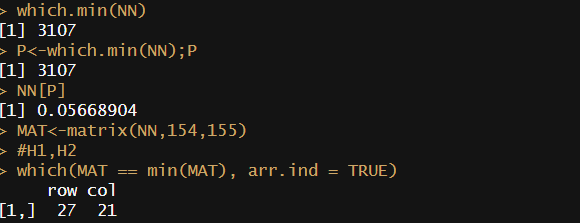 > which.min(NN)
[1] 3107
> P<-which.min(NN);P
[1] 3107
> NN[P]
[1] 0.05668904
> MAT<-matrix(NN,154,155)
> #H1,H2
> which(MAT == min(MAT), arr.ind = TRUE)
     row col
[1,]  27  21